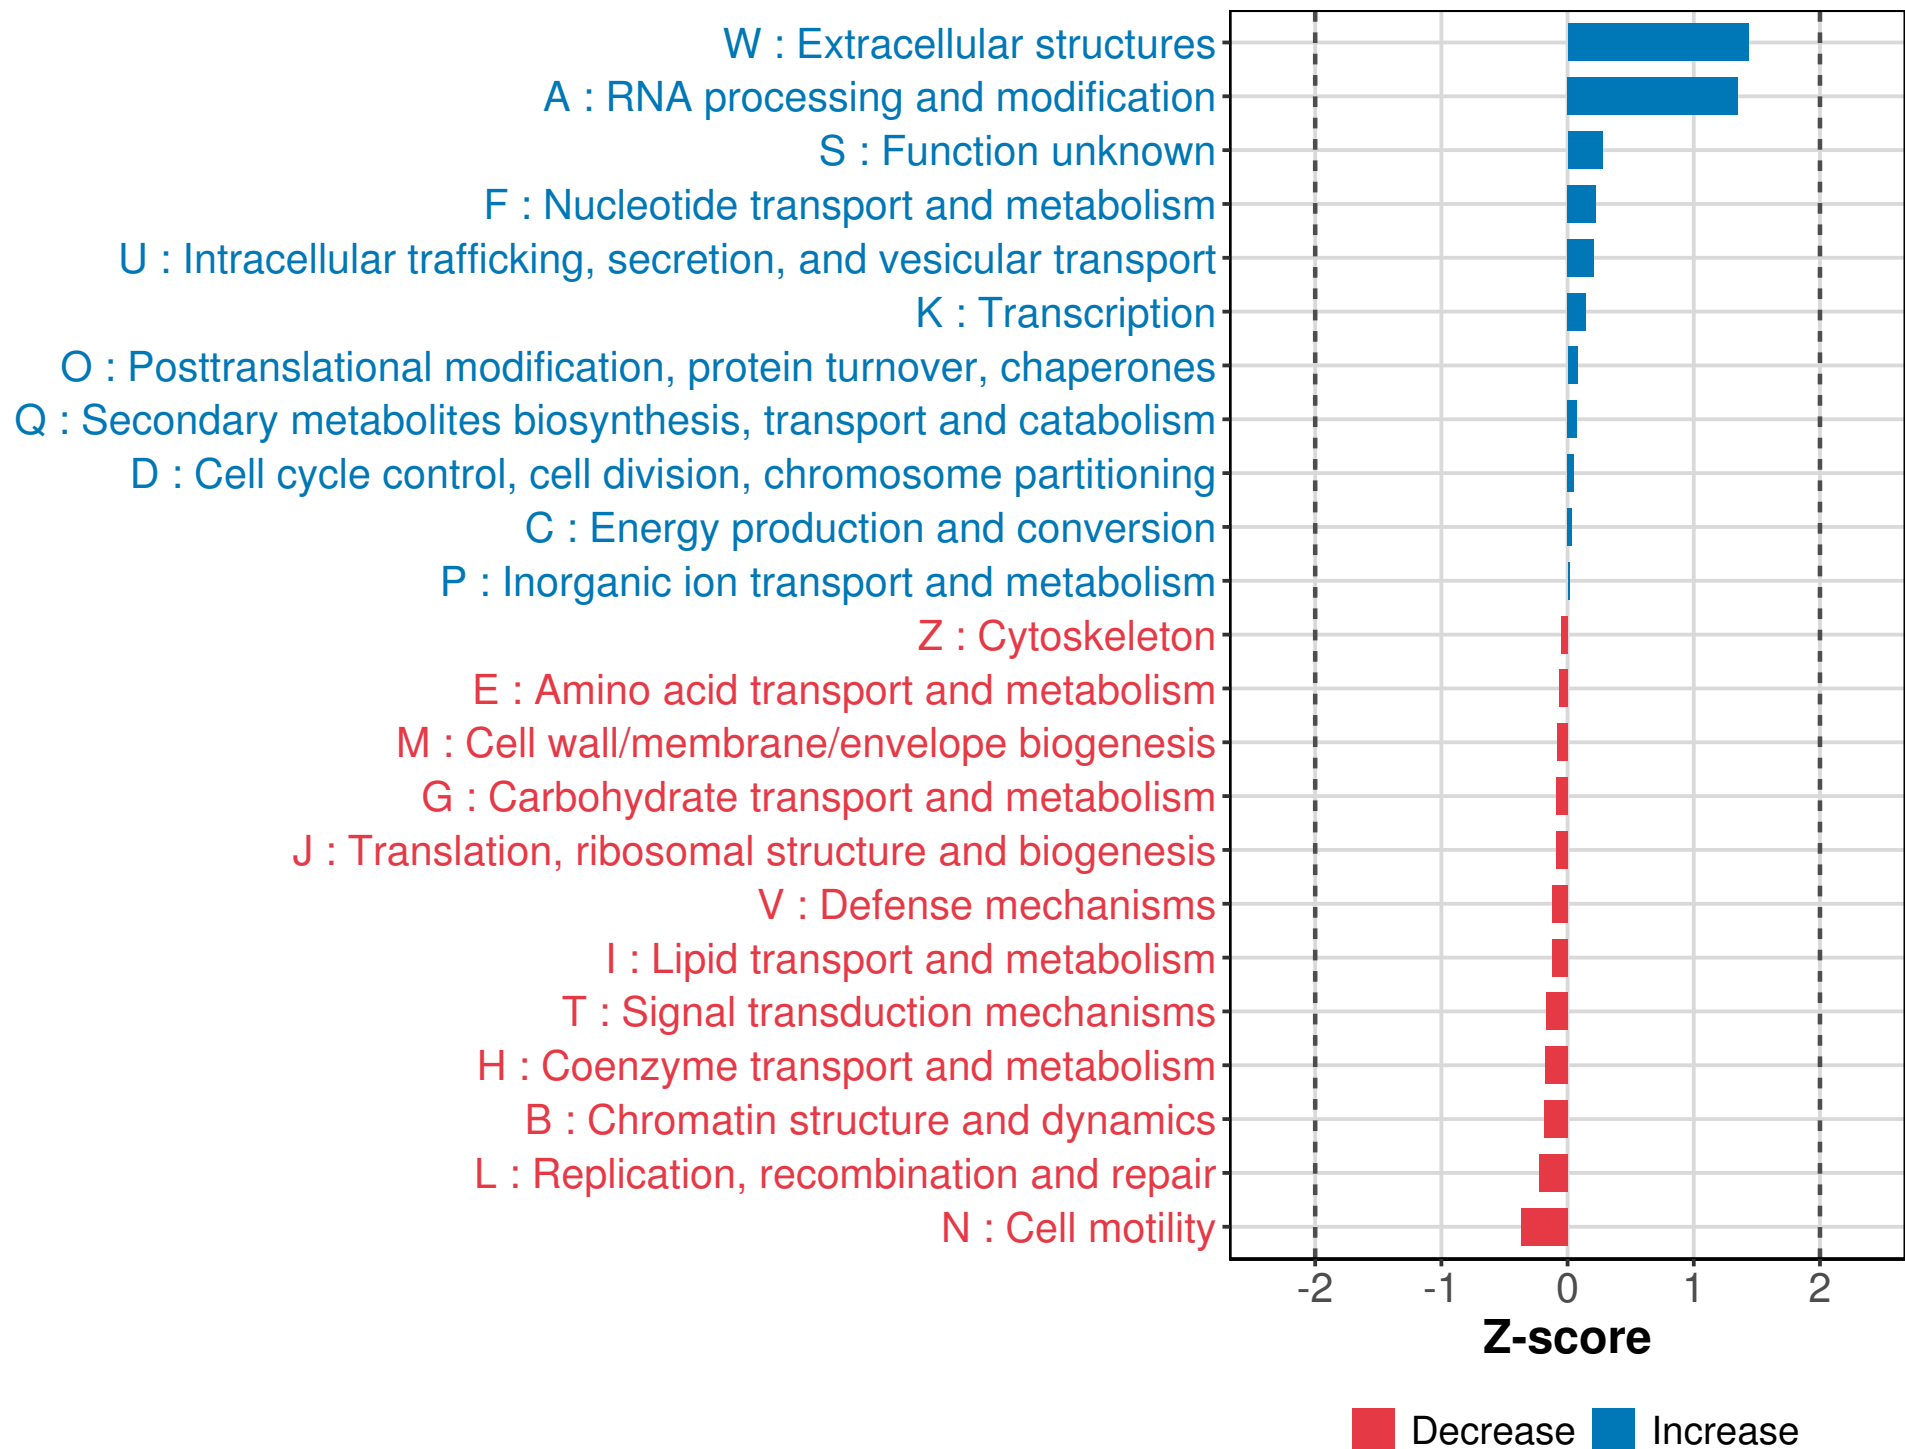 W : Extracellular structures
A : RNA processing and modification
S : Function unknown
F : Nucleotide transport and metabolism
U : Intracellular trafficking, secretion, and vesicular transport
K : Transcription
O : Posttranslational modification, protein turnover, chaperones
Q : Secondary metabolites biosynthesis, transport and catabolism
D : Cell cycle control, cell division, chromosome partitioning
C : Energy production and conversion
P : Inorganic ion transport and metabolism
Z : Cytoskeleton
E : Amino acid transport and metabolism
M : Cell wall/membrane/envelope biogenesis
G : Carbohydrate transport and metabolism
J : Translation, ribosomal structure and biogenesis
V : Defense mechanisms
I : Lipid transport and metabolism
T : Signal transduction mechanisms
H : Coenzyme transport and metabolism
B : Chromatin structure and dynamics
L : Replication, recombination and repair
N : Cell motility
-2 -1 0 1 2
Z-score
Decrease Increase